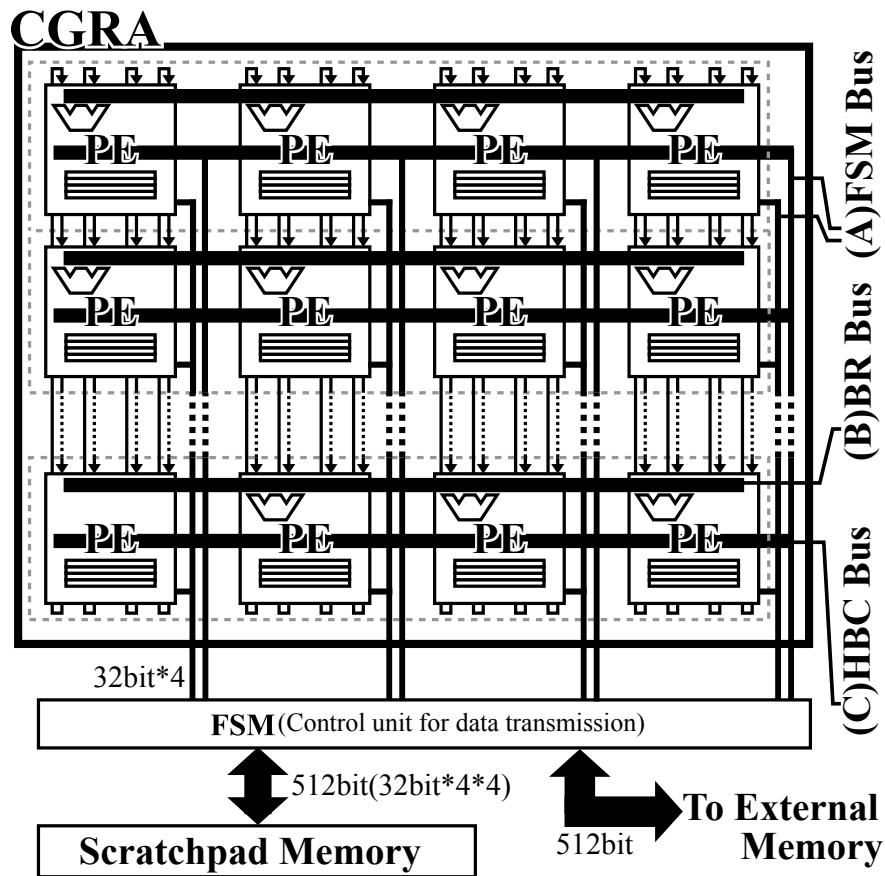 CGRA
PE PE PE PE
PE PE PE PE
PE PE PE PE
(A)FSM Bus
(B)BR Bus
(C)HBC Bus
32bit*4
FSM(Control unit for data transmission)
512bit(32bit*4*4)
512bit
To External
Memory
Scratchpad Memory